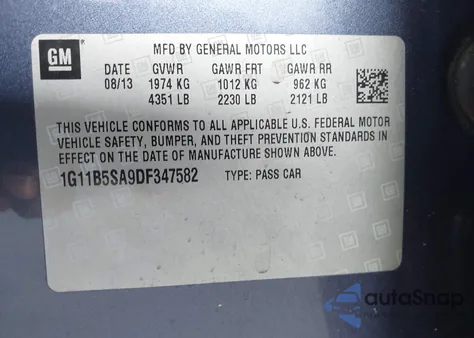 GM
MFD BY GENERAL MOTORS LLC
DATE GVWR GAWR FRT GAWR RR
08/13 1974 KG 1012 KG 962 KG
4351 LB 2230 LB 2121 LB
THIS VEHICLE CONFORMS TO ALL APPLICABLE U.S. FEDERAL MOTOR
VEHICLE SAFETY, BUMPER, AND THEFT PREVENTION STANDARDS IN
EFFECT ON THE DATE OF MANUFACTURE SHOWN ABOVE.
1G11B5SA9DF347582 TYPE: PASS CAR
autoSnap